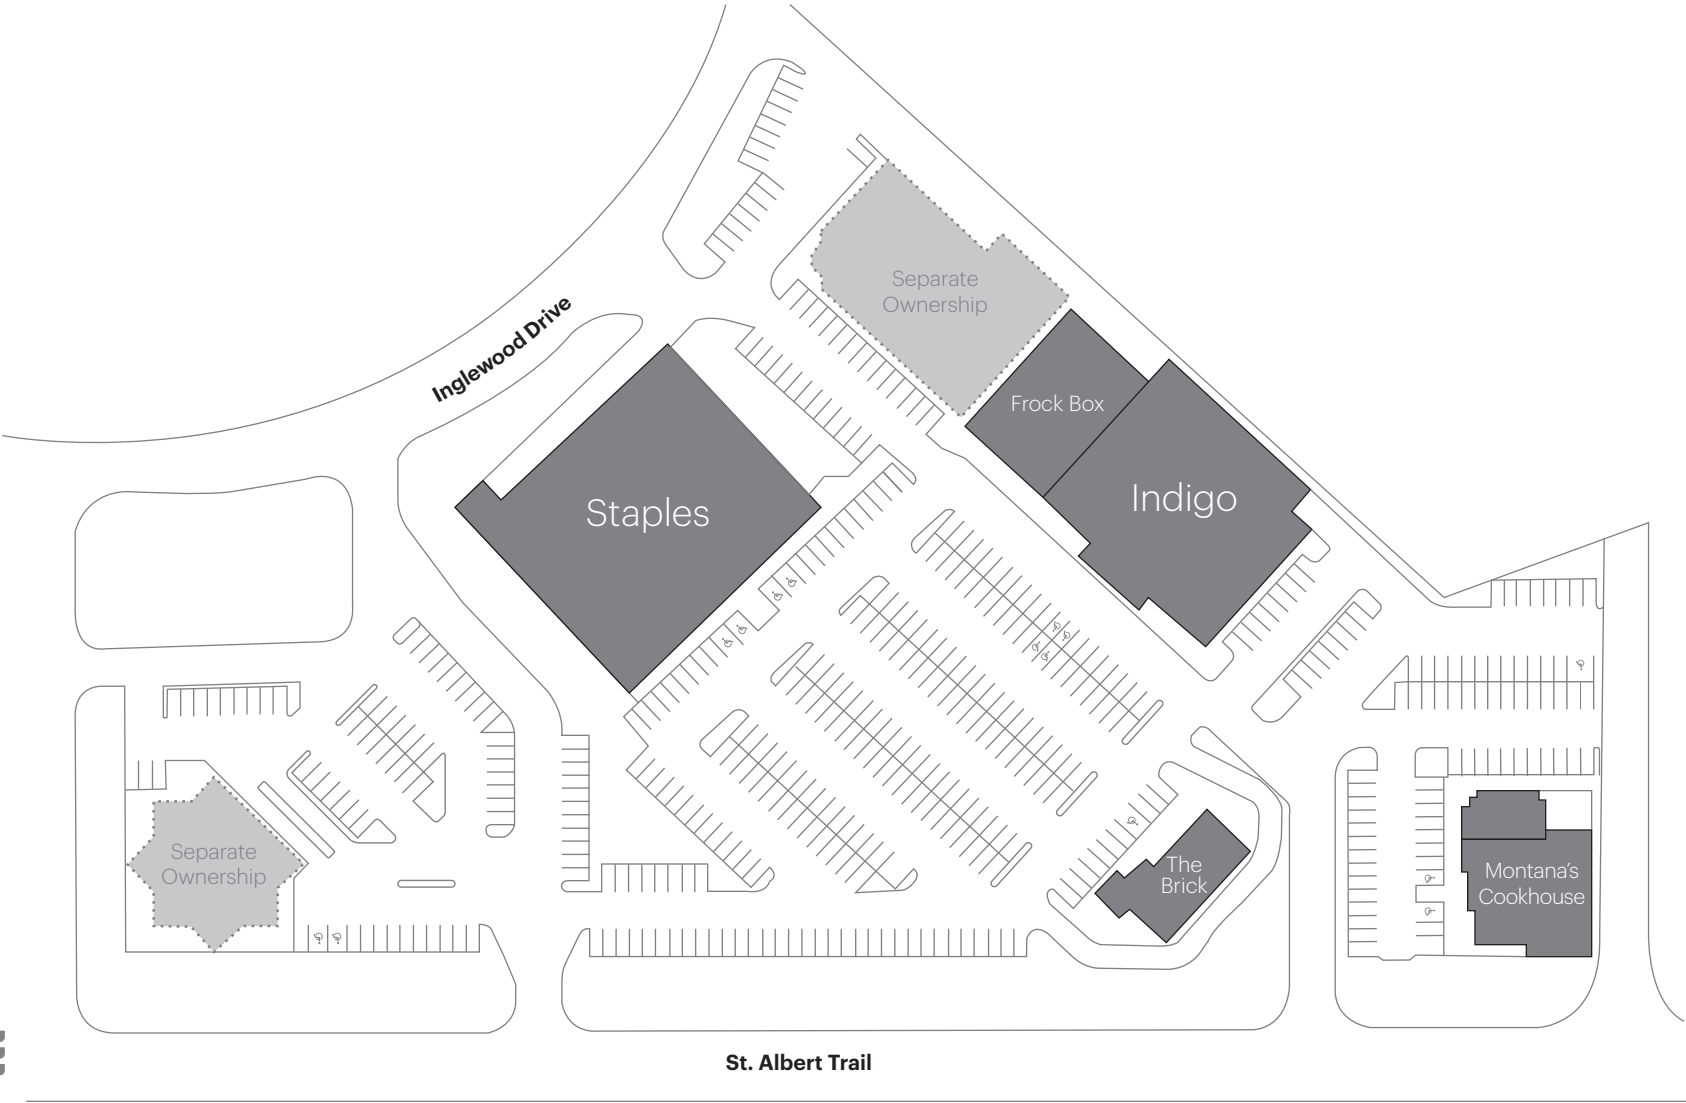 Separate
Ownership
Inglewood Drive
Frock Box
Indigo
Staples
Separate
Ownership
The
Brick
Montana's
Cookhouse
St. Albert Trail